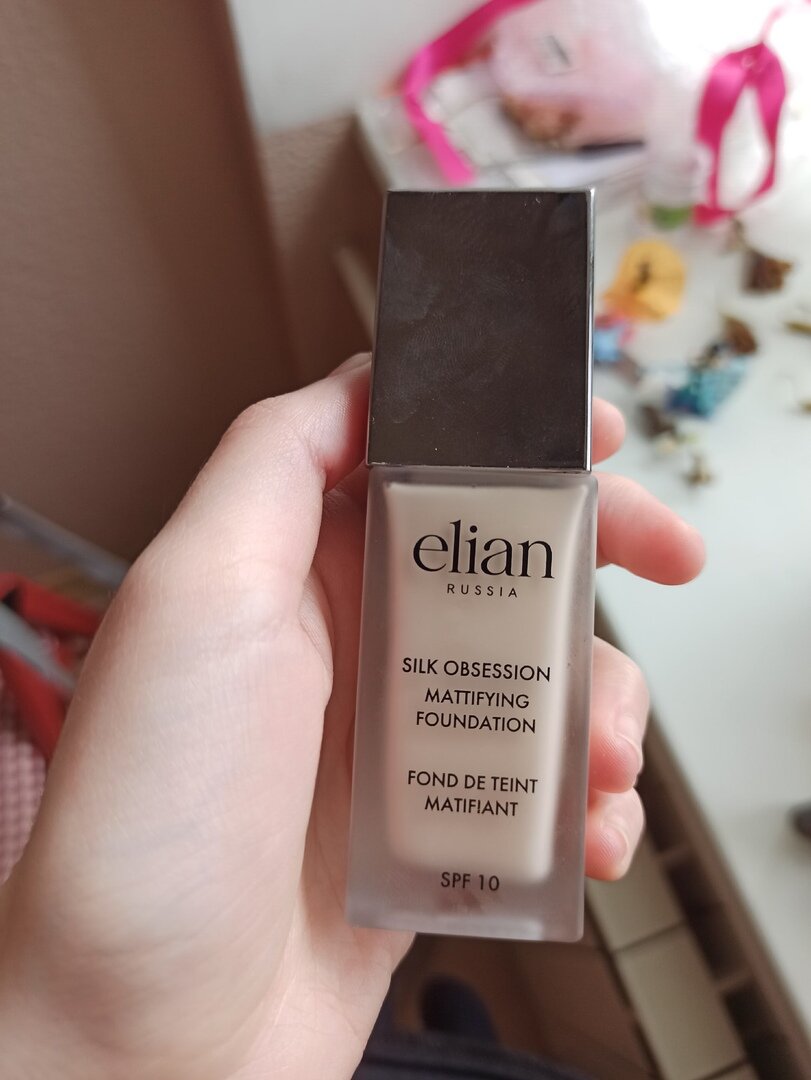 elian
RUSSIA
SILK OBSESSION
MATTIFYING
FOUNDATION
FOND DE TEINT
MATIFIANT
SPF 10